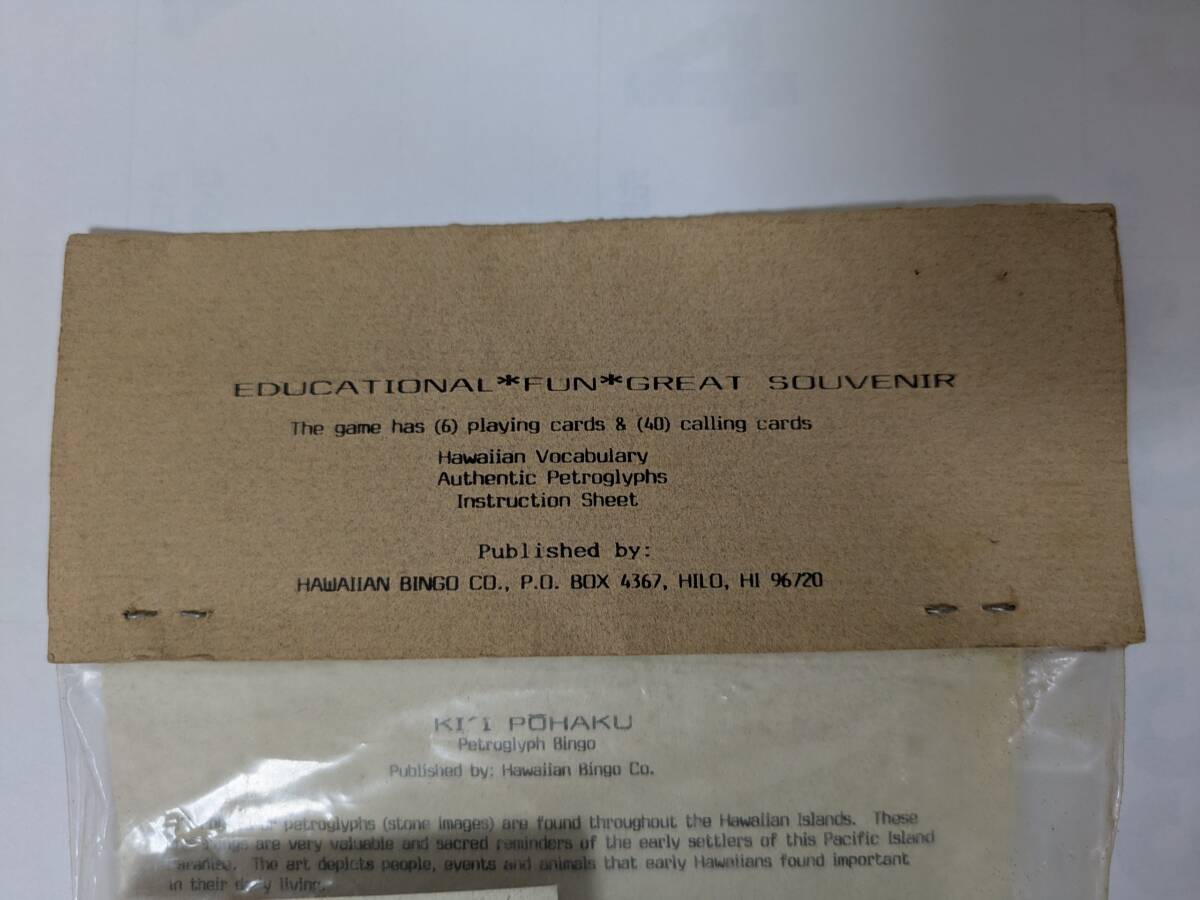 EDUCATIONAL*FUN*GREAT SOUVENIR
The game has (6) playing cards & (40) calling cards
Hawaiian Vocabulary
Authentic Petroglyphs
Instruction Sheet
Published by:
HAWAIIAN BINGO CO., P.O. BOX 4367, HILO, HI 96720
KI´I PŌHAKU
Petroglyph Bingo
Published by: Hawaiian Bingo Co.
petroglyphs (stone images) are found throughout the Hawaiian Islands. These
are very valuable and sacred reminders of the early settlers of this Pacific Island
The art depicts people, events and animals that early Hawaiians found important
in their living.